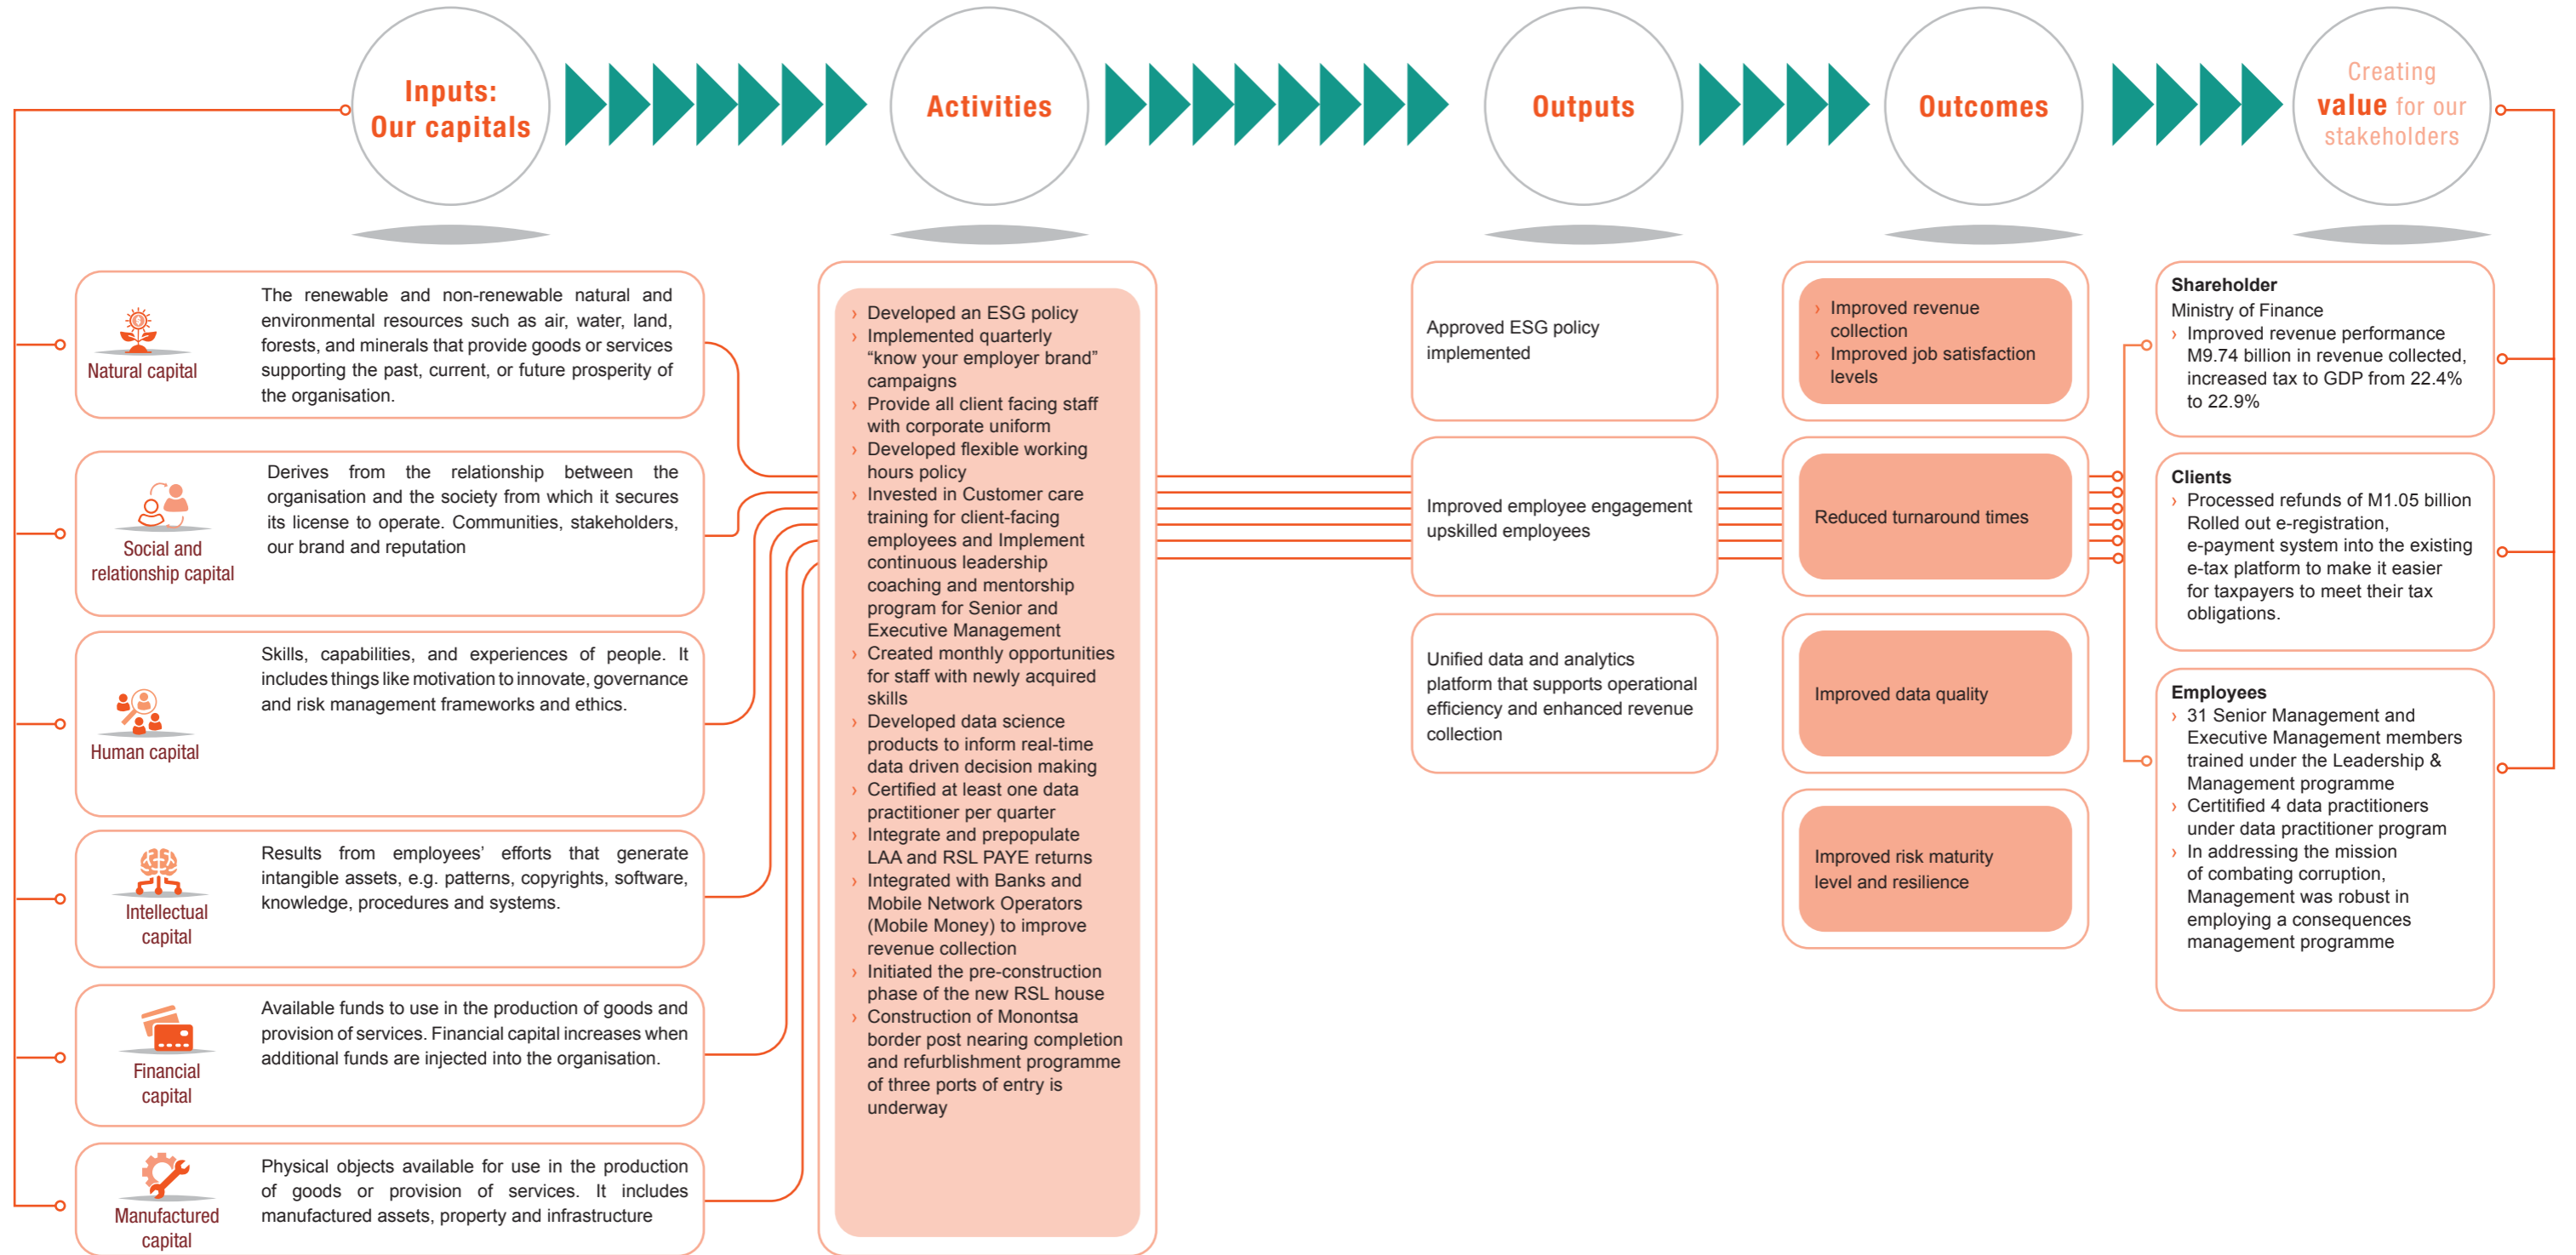 Inputs:
Our capitals
Activities
Outputs
Outcomes
Creating
value for our
stakeholders
Natural capital
The renewable and non-renewable natural and
environmental resources such as air, water, land,
forests, and minerals that provide goods or services
supporting the past, current, or future prosperity of
the organisation.
Social and
relationship capital
Derives from the relationship between the
organisation and the society from which it secures
its license to operate. Communities, stakeholders,
our brand and reputation
Human capital
Skills, capabilities, and experiences of people. It
includes things like motivation to innovate, governance
and risk management frameworks and ethics.
Intellectual
capital
Results from employees' efforts that generate
intangible assets, e.g. patterns, copyrights, software,
knowledge, procedures and systems.
Financial
capital
Available funds to use in the production of goods and
provision of services. Financial capital increases when
additional funds are injected into the organisation.
Manufactured
capital
Physical objects available for use in the production
of goods or provision of services. It includes
manufactured assets, property and infrastructure
› Developed an ESG policy
› Implemented quarterly
“know your employer brand”
campaigns
› Provide all client facing staff
with corporate uniform
› Developed flexible working
hours policy
› Invested in Customer care
training for client-facing
employees and Implement
continuous leadership
coaching and mentorship
program for Senior and
Executive Management
› Created monthly opportunities
for staff with newly acquired
skills
› Developed data science
products to inform real-time
data driven decision making
› Certified at least one data
practitioner per quarter
› Integrate and prepopulate
LAA and RSL PAYE returns
› Integrated with Banks and
Mobile Network Operators
(Mobile Money) to improve
revenue collection
› Initiated the pre-construction
phase of the new RSL house
› Construction of Monontsa
border post nearing completion
and refurblishment programme
of three ports of entry is
underway
Approved ESG policy
implemented
Improved employee engagement
upskilled employees
Unified data and analytics
platform that supports operational
efficiency and enhanced revenue
collection
› Improved revenue
collection
› Improved job satisfaction
levels
Reduced turnaround times
Improved data quality
Improved risk maturity
level and resilience
Shareholder
Ministry of Finance
› Improved revenue performance
M9.74 billion in revenue collected,
increased tax to GDP from 22.4%
to 22.9%
Clients
› Processed refunds of M1.05 billion
Rolled out e-registration,
e-payment system into the existing
e-tax platform to make it easier
for taxpayers to meet their tax
obligations.
Employees
› 31 Senior Management and
Executive Management members
trained under the Leadership &
Management programme
› Certitified 4 data practitioners
under data practitioner program
› In addressing the mission
of combating corruption,
Management was robust in
employing a consequences
management programme